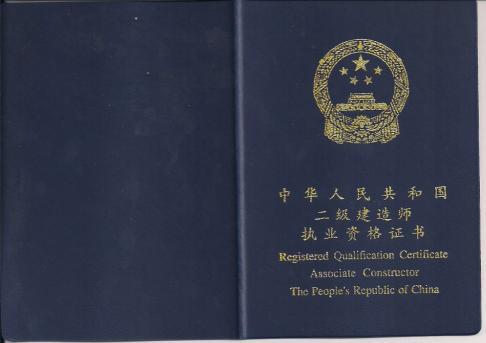 中华人民共和国
二级建造师
执业资格证书
Registered Qualification Certificate
Associate Constructor
The People's Republic of China